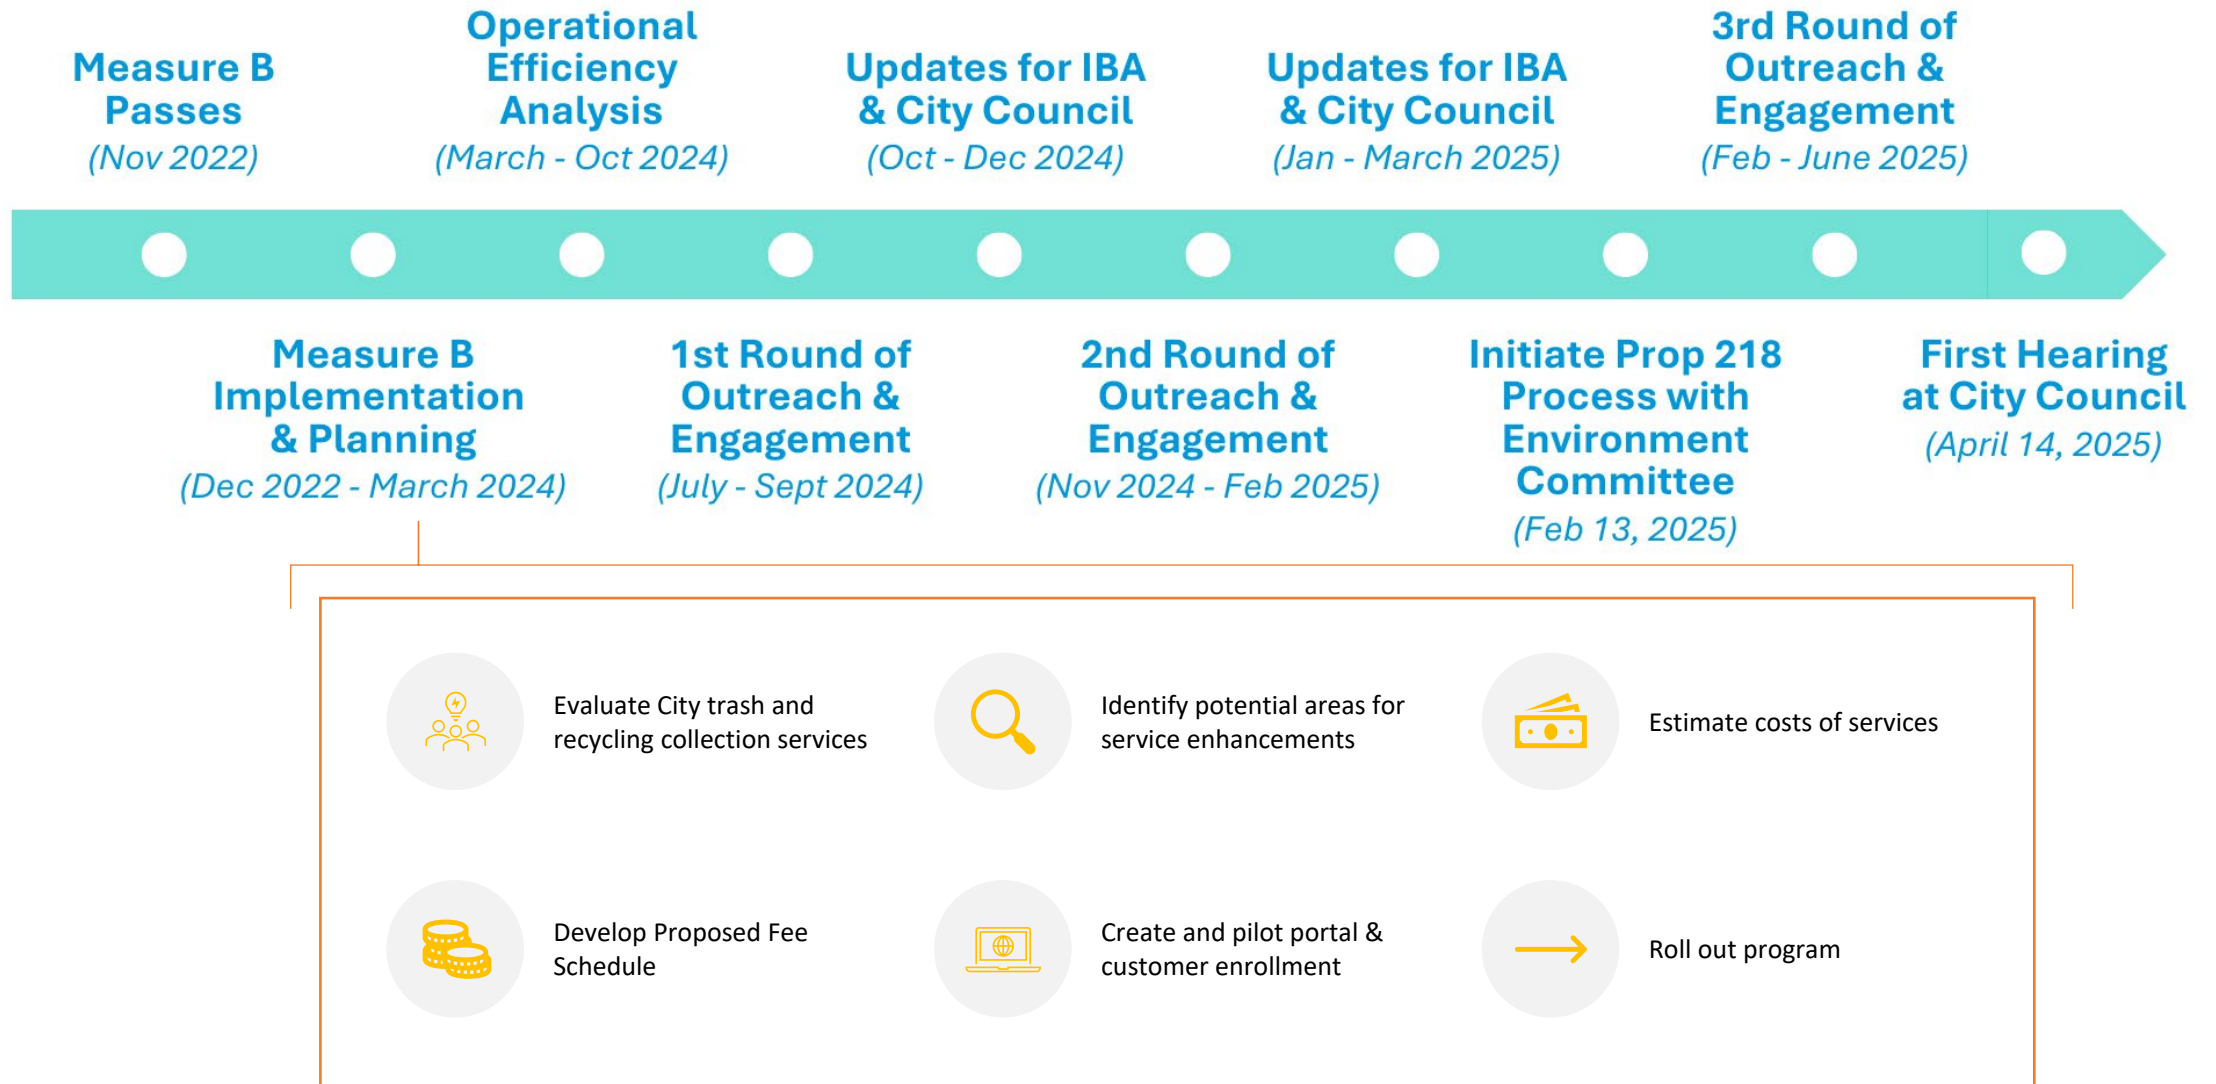 Measure B
Passes
(Nov 2022)
Operational
Efficiency
Analysis
(March - Oct 2024)
Updates for IBA
& City Council
(Oct - Dec 2024)
Updates for IBA
& City Council
(Jan - March 2025)
3rd Round of
Outreach &
Engagement
(Feb - June 2025)
Measure B
Implementation
& Planning
(Dec 2022 - March 2024)
1st Round of
Outreach &
Engagement
(July - Sept 2024)
2nd Round of
Outreach &
Engagement
(Nov 2024 - Feb 2025)
Initiate Prop 218
Process with
Environment
Committee
(Feb 13, 2025)
First Hearing
at City Council
(April 14, 2025)
Evaluate City trash and
recycling collection services
Identify potential areas for
service enhancements
Estimate costs of services
Develop Proposed Fee
Schedule
Create and pilot portal &
customer enrollment
Roll out program